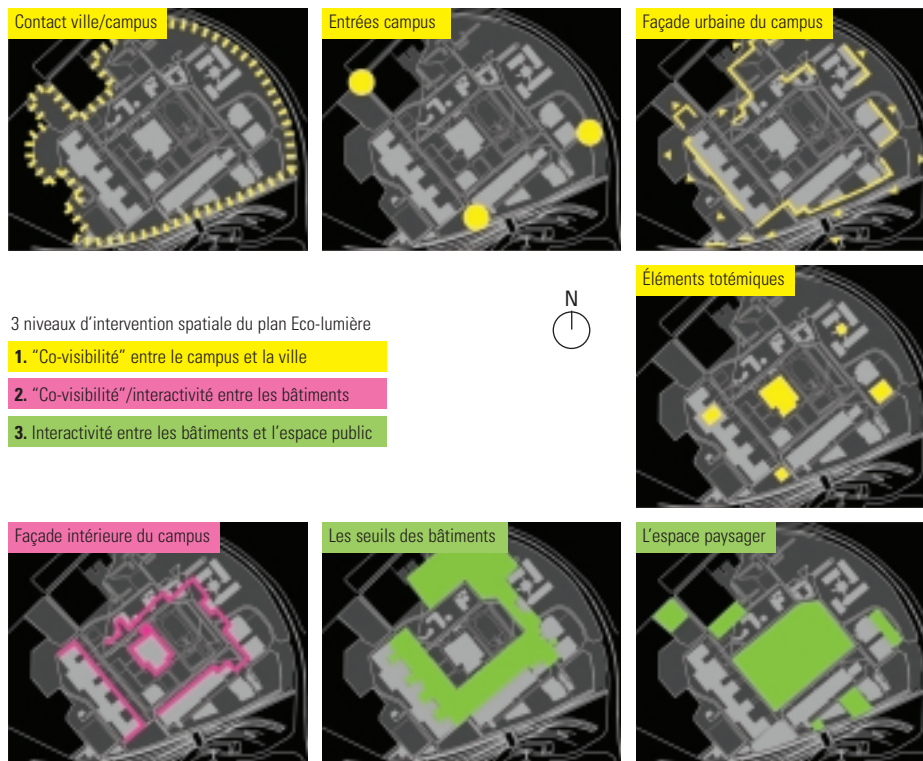 Contact ville/campus
Entrées campus
Façade urbaine du campus
Éléments totémiques
N
3 niveaux d'intervention spatiale du plan Eco-lumière
1. "Co-visibilité" entre le campus et la ville
2. "Co-visibilité"/interactivité entre les bâtiments
3. Interactivité entre les bâtiments et l'espace public
Façade intérieure du campus
Les seuils des bâtiments
L'espace paysager